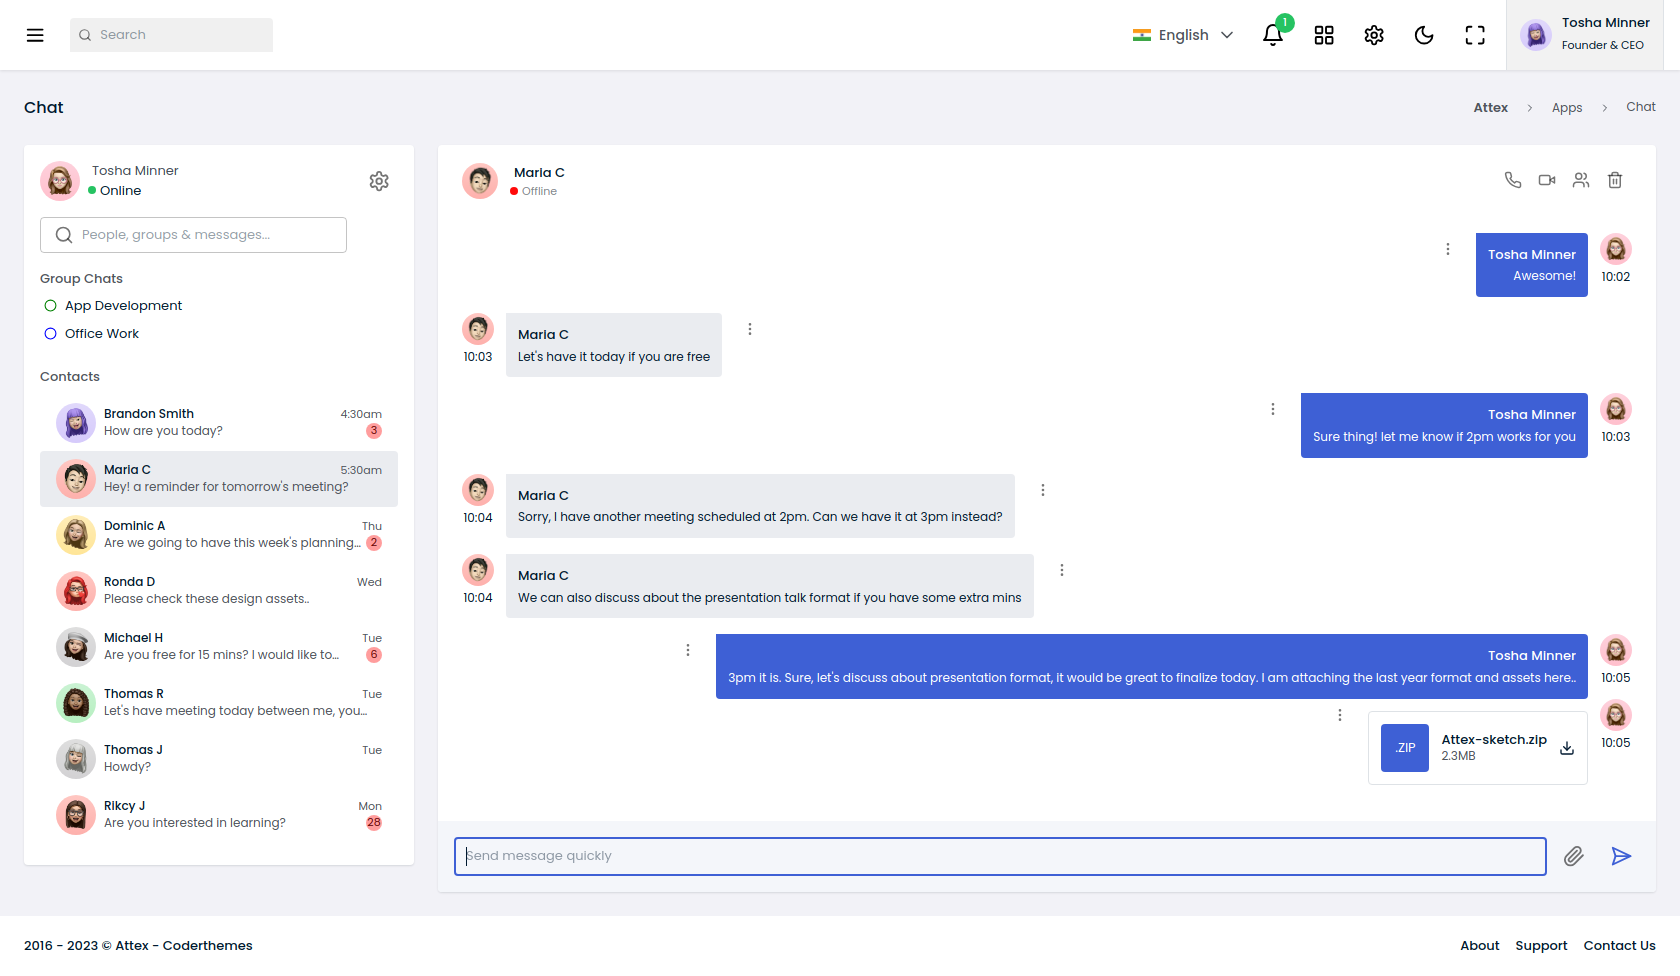 Search
English
1
Tosha Minner
Founder & CEO
Chat
Attex > Apps > Chat
Tosha Minner
Online
People, groups & messages...
Group Chats
App Development
Office Work
Contacts
Brandon Smith 4:30am
How are you today? 3
Maria C 5:30am
Hey! a reminder for tomorrow's meeting?
Dominic A Thu
Are we going to have this week's planning... 2
Ronda D Wed
Please check these design assets..
Michael H Tue
Are you free for 15 mins? I would like to... 6
Thomas R Tue
Let's have meeting today between me, you...
Thomas J Tue
Howdy?
Rikcy J Mon
Are you interested in learning? 28
Maria C
Offline
Tosha Minner
Awesome!
10:02
Maria C
Let's have it today if you are free
10:03
Tosha Minner
Sure thing! let me know if 2pm works for you
10:03
Maria C
Sorry, I have another meeting scheduled at 2pm. Can we have it at 3pm instead?
10:04
Maria C
We can also discuss about the presentation talk format if you have some extra mins
10:04
Tosha Minner
3pm it is. Sure, let's discuss about presentation format, it would be great to finalize today. I am attaching the last year format and assets here..
10:05
.ZIP
Attex-sketch.zip
2.3MB
10:05
Send message quickly
2016 - 2023 © Attex - Coderthemes
About Support Contact Us